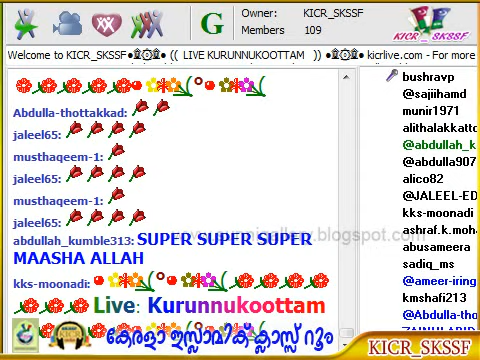 Owner: KICR_SKSSF
Members 109
G
KICR_SKSSF
Welcome to KICR_SKSSF●۩۞۩● (( LIVE KURUNNUKOOTTAM )) ●۩۞۩● kicrlive.com - For more
Abdulla-thottakkad:
jaleel65:
musthaqeem-1:
jaleel65:
musthaqeem-1:
jaleel65:
abdullah_kumble313: SUPER SUPER SUPER
MAASHA ALLAH
kks-moonadi:
Live: Kurunnukoottam
bushravp
@sajiihamd
munir1971
alithalakkatto
@abdullah_k
@abdulla907
alico82
@JALEEL-ED
kks-moonadi
ashraf.k.moha
abusameera
sadiq_ms
@ameer-iring
kmshafi213
@Abdulla-tho
കേരളാ ഇസ്ലാമിക് ക്ലാസ്സ് റൂം
KICR_SKSSF